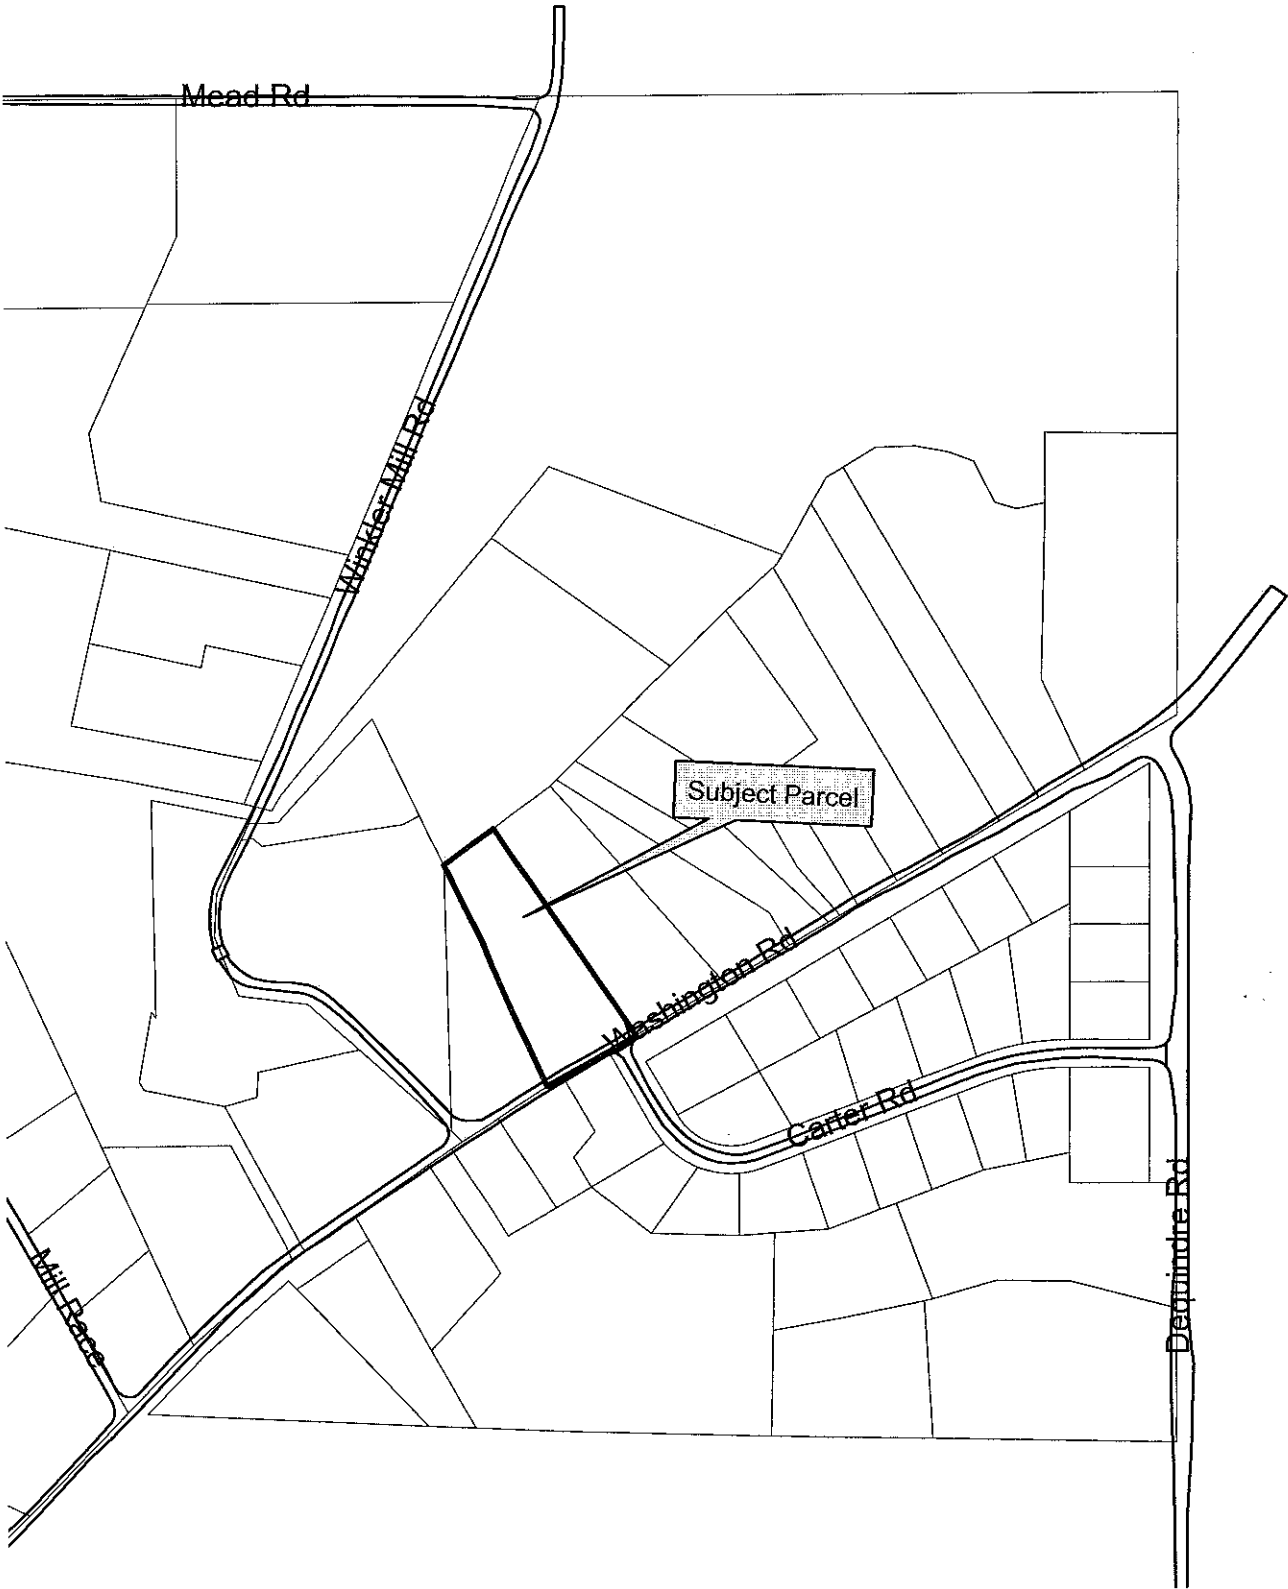 Mead Rd
Winkler Mill Rd
Subject Parcel
Washington Rd
Carter Rd
Dequindre Rd
Mill Race